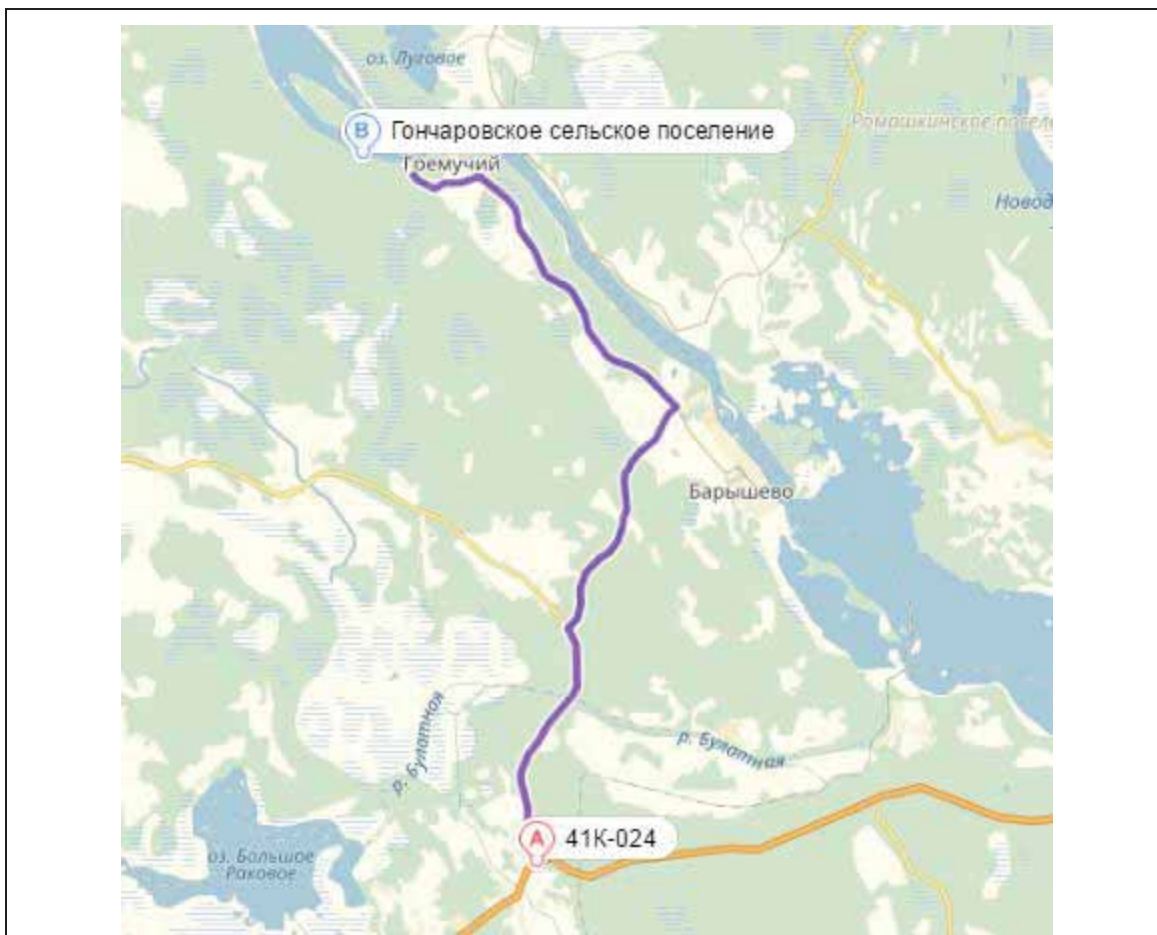 оз. Луговое
B Гончаровское сельское поселение
Гремучий
Ромашкинское посел
Новод
Барышево
р. Булатная
р. Булатная
A 41К-024
оз. Большое
Раковое